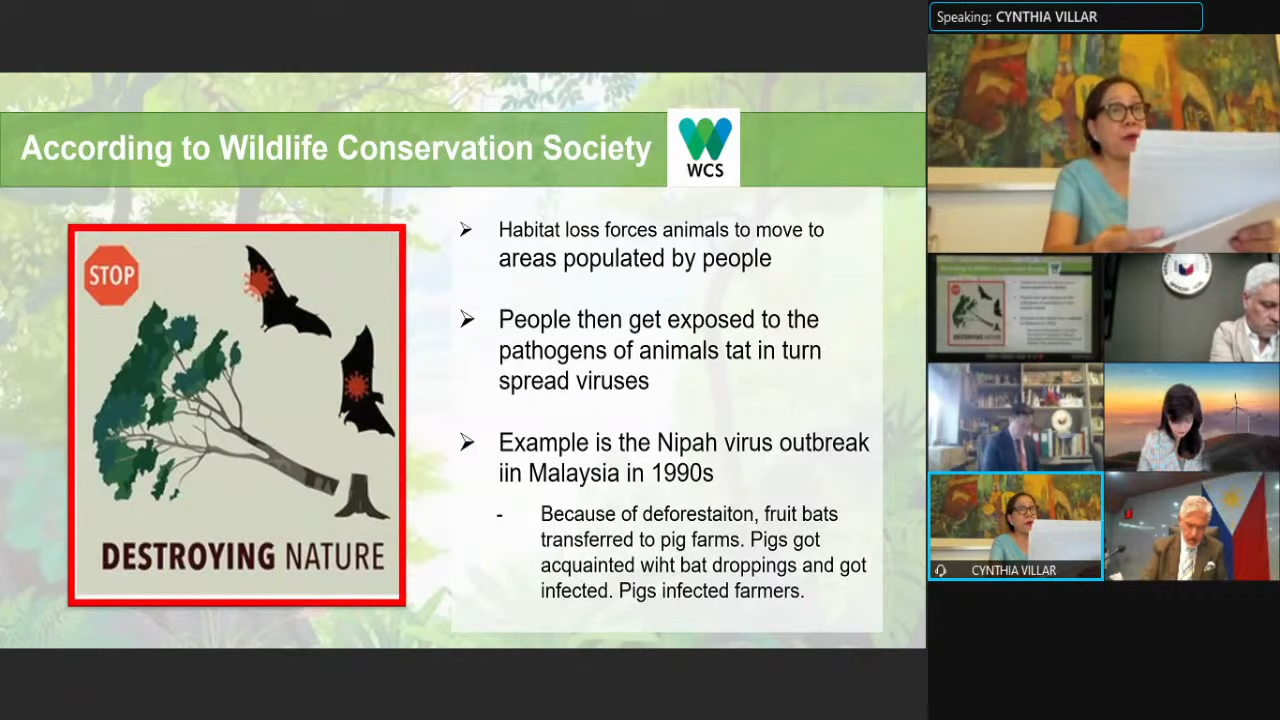 Speaking: CYNTHIA VILLAR
According to Wildlife Conservation Society
WCS
STOP
DESTROYING NATURE
Habitat loss forces animals to move to
areas populated by people
People then get exposed to the
pathogens of animals tat in turn
spread viruses
Example is the Nipah virus outbreak
iin Malaysia in 1990s
- Because of deforestaiton, fruit bats
transferred to pig farms. Pigs got
acquainted wiht bat droppings and got
infected. Pigs infected farmers.
CYNTHIA VILLAR